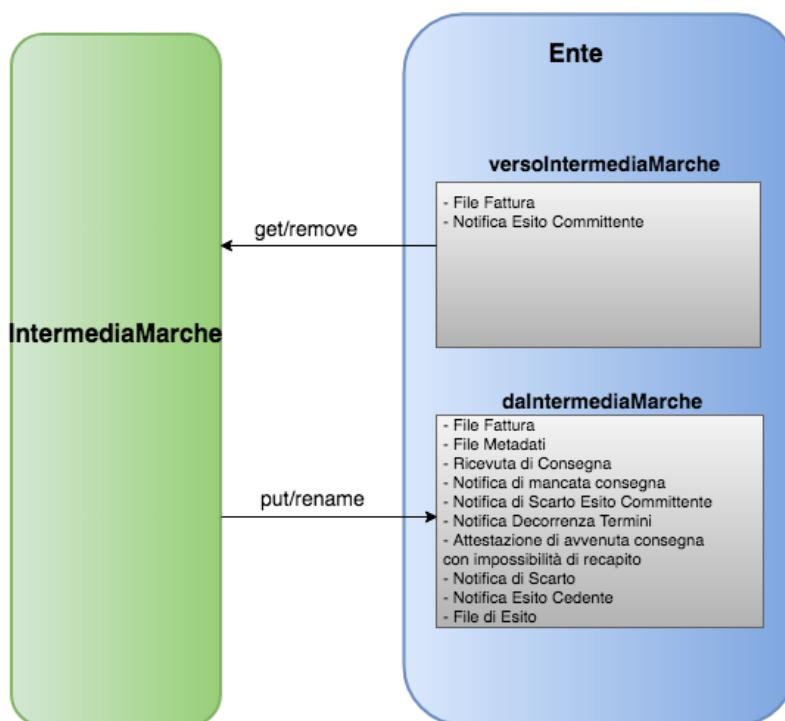 Ente
versoIntermediaMarche
- File Fattura
- Notifica Esito Committente
get/remove
IntermediaMarche
daIntermediaMarche
- File Fattura
- File Metadati
- Ricevuta di Consegna
- Notifica di mancata consegna
- Notifica di Scarto Esito Committente
- Notifica Decorrenza Termini
- Attestazione di avvenuta consegna
con impossibilità di recapito
- Notifica di Scarto
- Notifica Esito Cedente
- File di Esito
put/rename